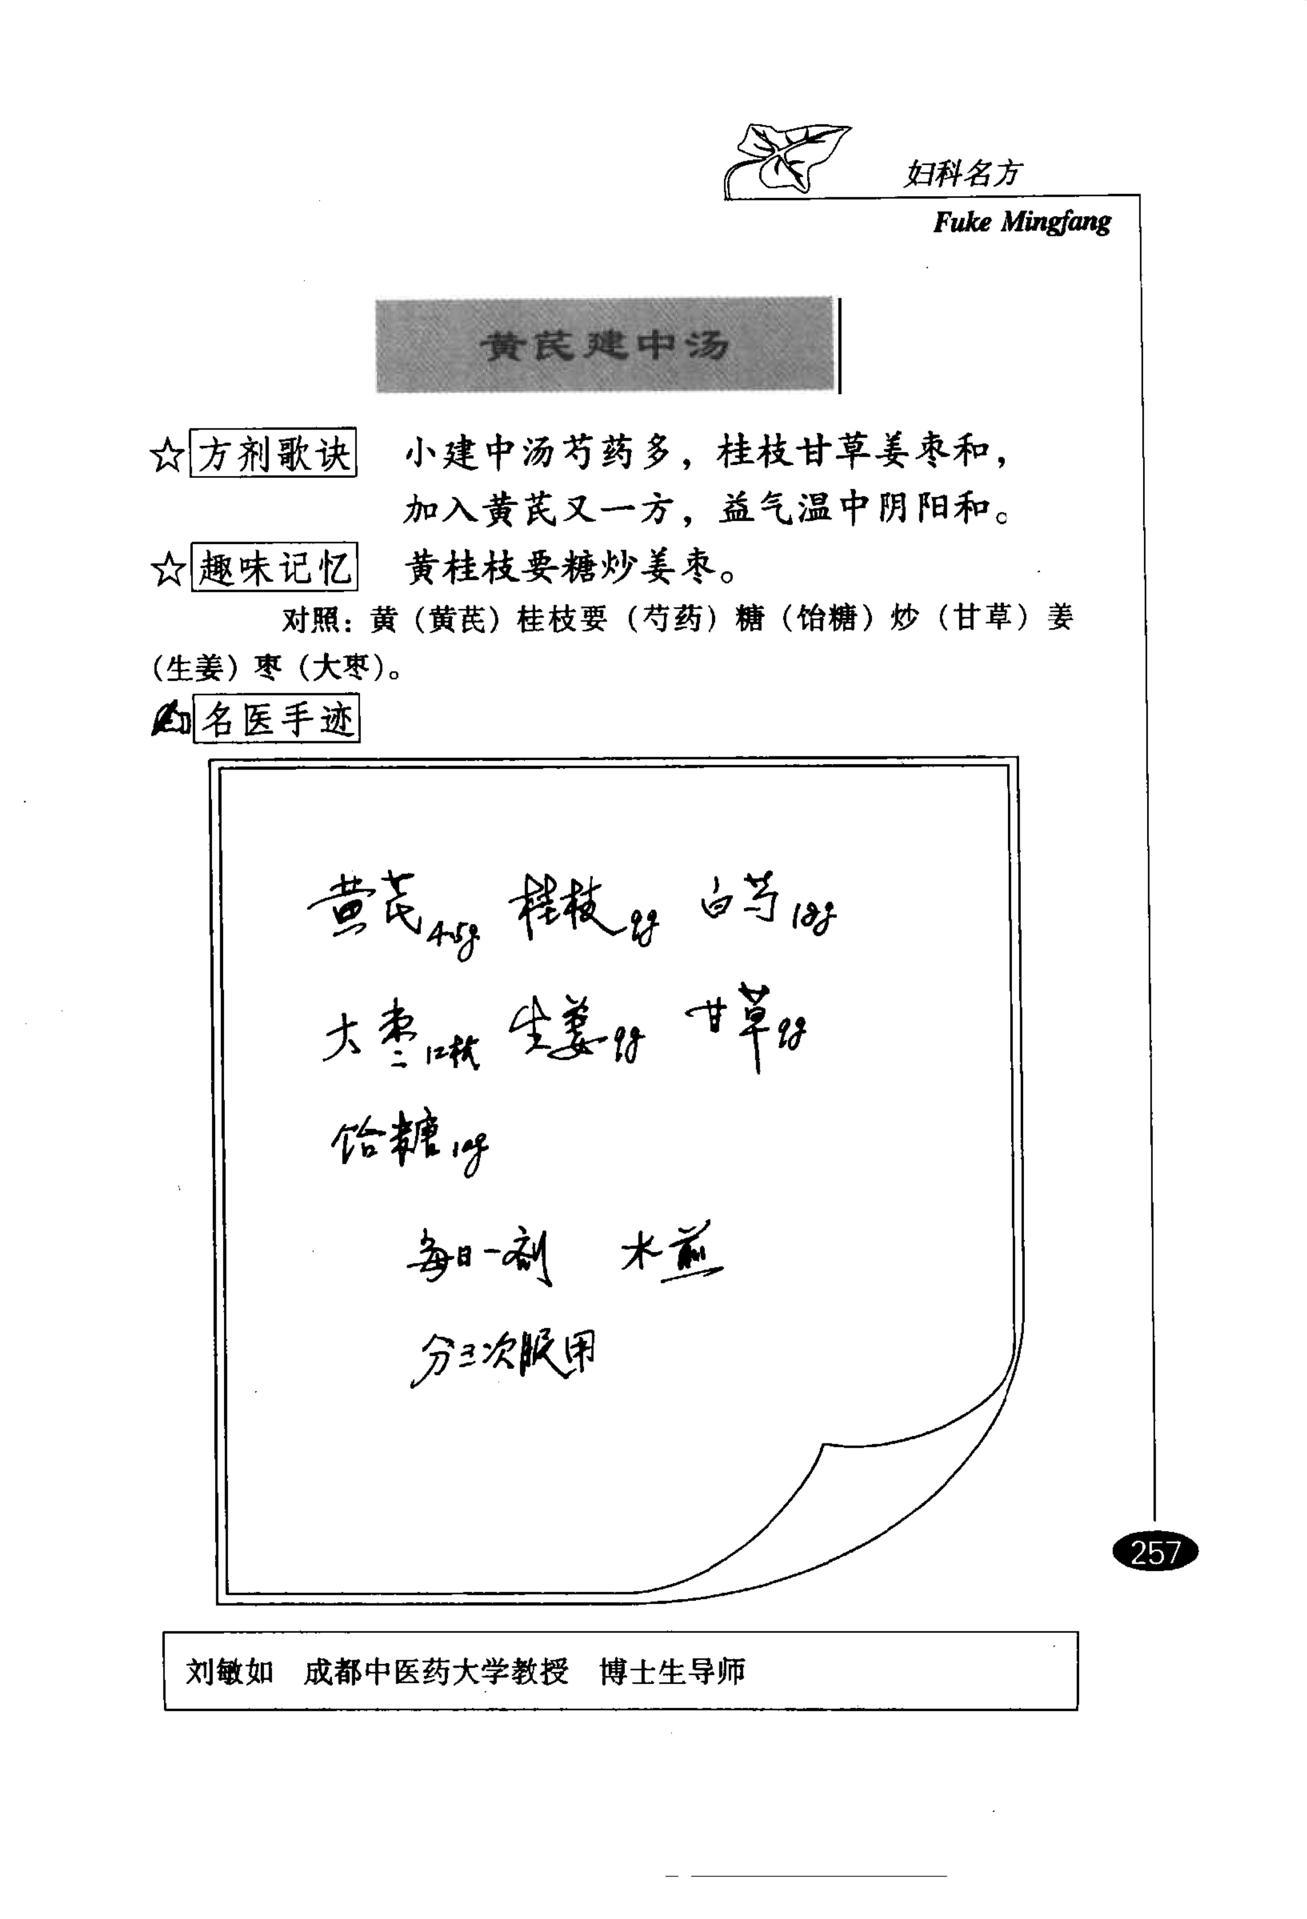 妇科名方
Fuke Mingfang
黄芪建中汤
☆方剂歌诀 小建中汤芍药多，桂枝甘草姜枣和，
加入黄芪又一方，益气温中阴阳和。
☆趣味记忆 黄桂枝要糖炒姜枣。
对照：黄（黄芪）桂枝要（芍药）糖（饴糖）炒（甘草）姜
（生姜）枣（大枣）。
名医手迹
黄芪4.5g 桂枝9g 白芍18g
大枣12枚 生姜9g 甘草9g
饴糖
每日一剂 水煎
分三次服用
257
刘敏如 成都中医药大学教授 博士生导师